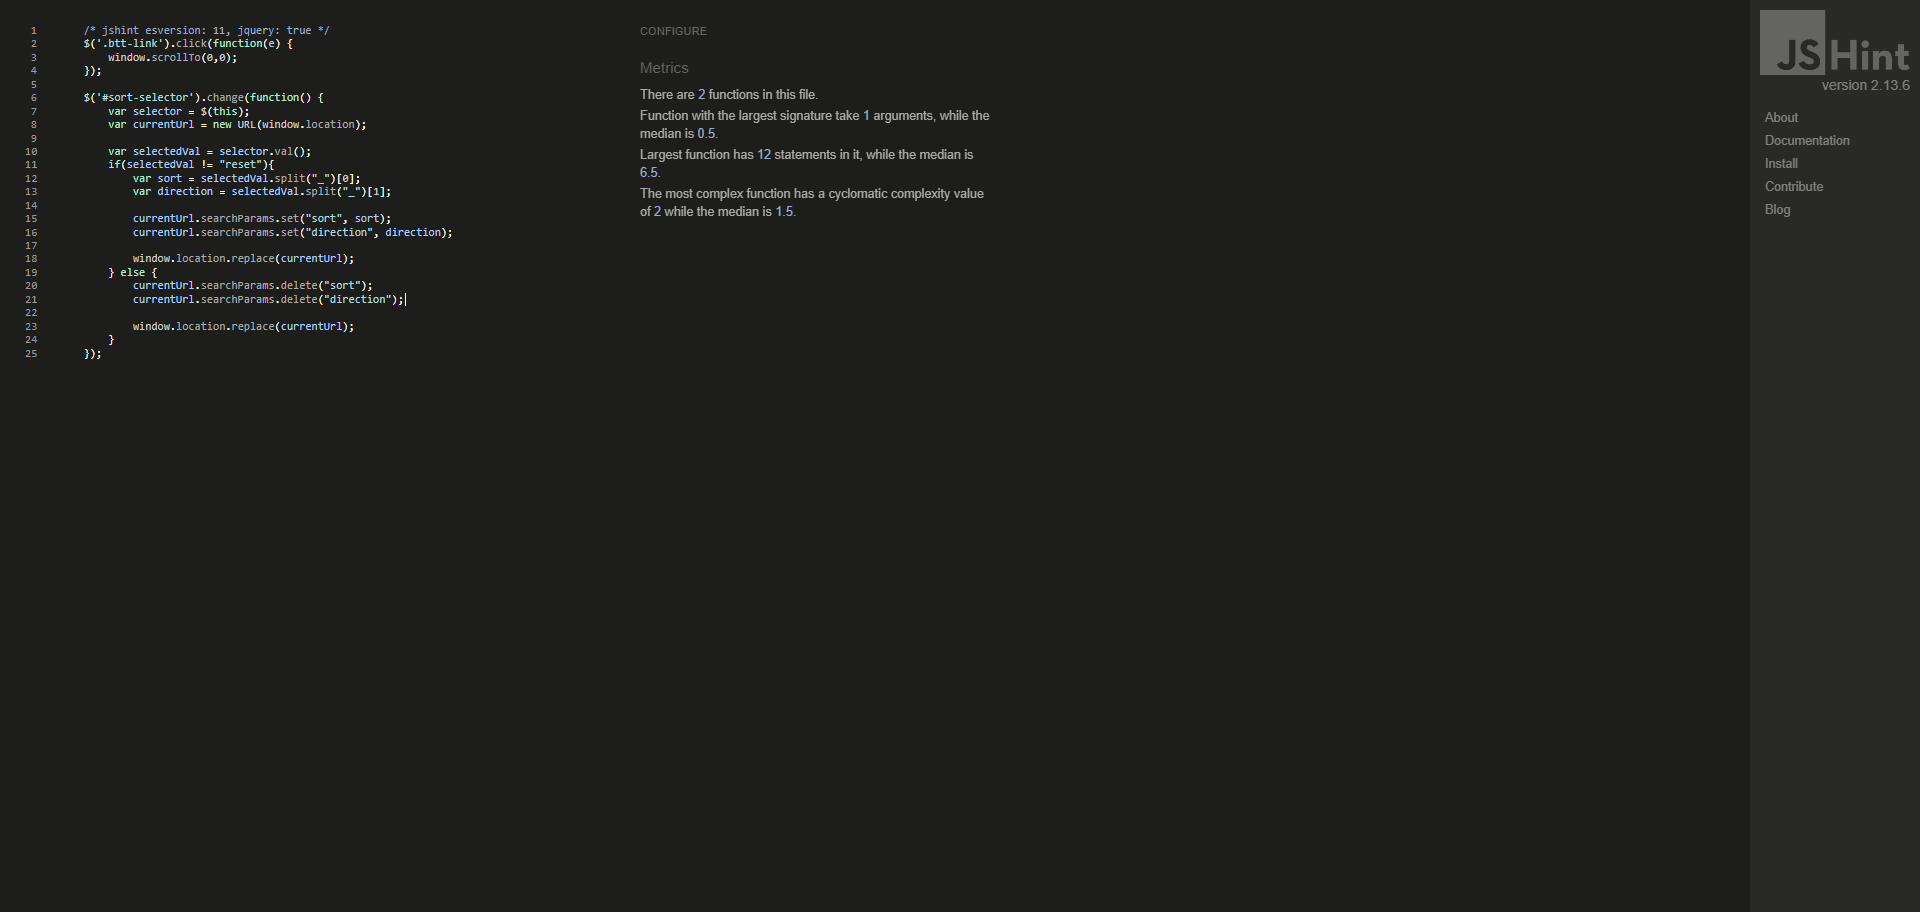 1 /* jshint esversion: 11, jquery: true */
2 $('.btt-link').click(function(e) {
3 window.scrollTo(0,0);
4 });
5
6 $('#sort-selector').change(function() {
7 var selector = $(this);
8 var currentUrl = new URL(window.location);
9
10 var selectedVal = selector.val();
11 if(selectedVal != "reset"){
12 var sort = selectedVal.split("_")[0];
13 var direction = selectedVal.split("_")[1];
14
15 currentUrl.searchParams.set("sort", sort);
16 currentUrl.searchParams.set("direction", direction);
17
18 window.location.replace(currentUrl);
19 } else {
20 currentUrl.searchParams.delete("sort");
21 currentUrl.searchParams.delete("direction");
22
23 window.location.replace(currentUrl);
24 }
25 });
CONFIGURE
Metrics
There are 2 functions in this file.
Function with the largest signature take 1 arguments, while the
median is 0.5.
Largest function has 12 statements in it, while the median is
6.5.
The most complex function has a cyclomatic complexity value
of 2 while the median is 1.5.
JSHint
version 2.13.6
About
Documentation
Install
Contribute
Blog